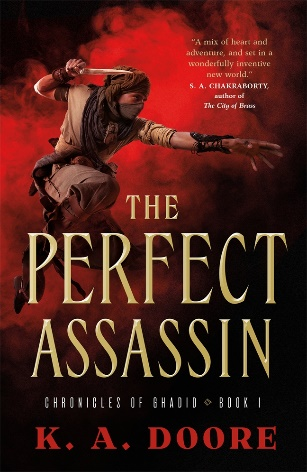 "A mix of heart and
adventure, and set in a
wonderfully inventive
new world."
S. A. CHAKRABORTY,
author of
The City of Brass
THE
PERFECT
ASSASSIN
CHRONICLES OF GHADID ◆ BOOK 1
K. A. DOORE